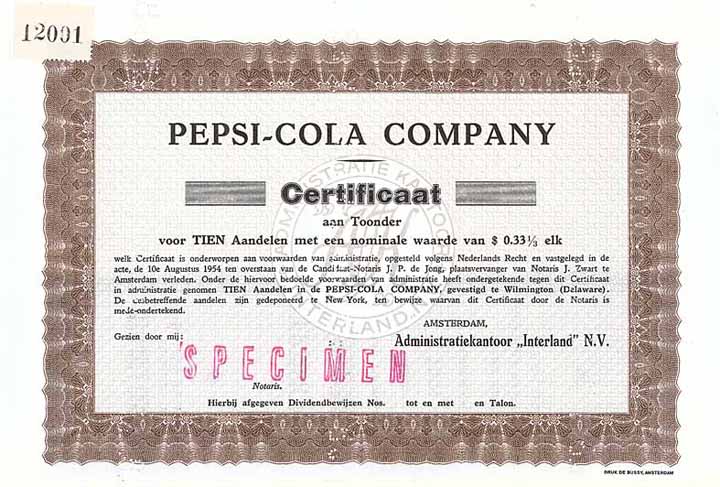 12091
PEPSI-COLA COMPANY
Certificaat
aan Toonder
voor TIEN Aandelen met een nominale waarde van $ 0.33⅓ elk
welk Certificaat is onderworpen aan voorwaarden van administratie, opgesteld volgens Nederlands Recht en vastgelegd in de
acte, de 10e Augustus 1954 ten overstaan van de Candidaat-Notaris J. P. de Jong, plaatsvervanger van Notaris J. Zwart te
Amsterdam verleden. Onder de hiervoor bedoelde voorwaarden van administratie heeft ondergetekende tegen dit Certificaat
in administratie genomen TIEN Aandelen in de PEPSI-COLA COMPANY, gevestigd te Wilmington (Delaware).
De desbetreffende aandelen zijn gedeponeerd te New York, ten bewijze waarvan dit Certificaat door de Notaris is
mede-ondertekend.
AMSTERDAM,
Gezien door mij:
Administratiekantoor „Interland” N.V.
SPECIMEN
Notaris.
Hierbij afgegeven Dividendbewijzen Nos. tot en met en Talon.
DRUK DE BUSSY, AMSTERDAM
ADMINISTRATIE KANTOOR
INTERLAND